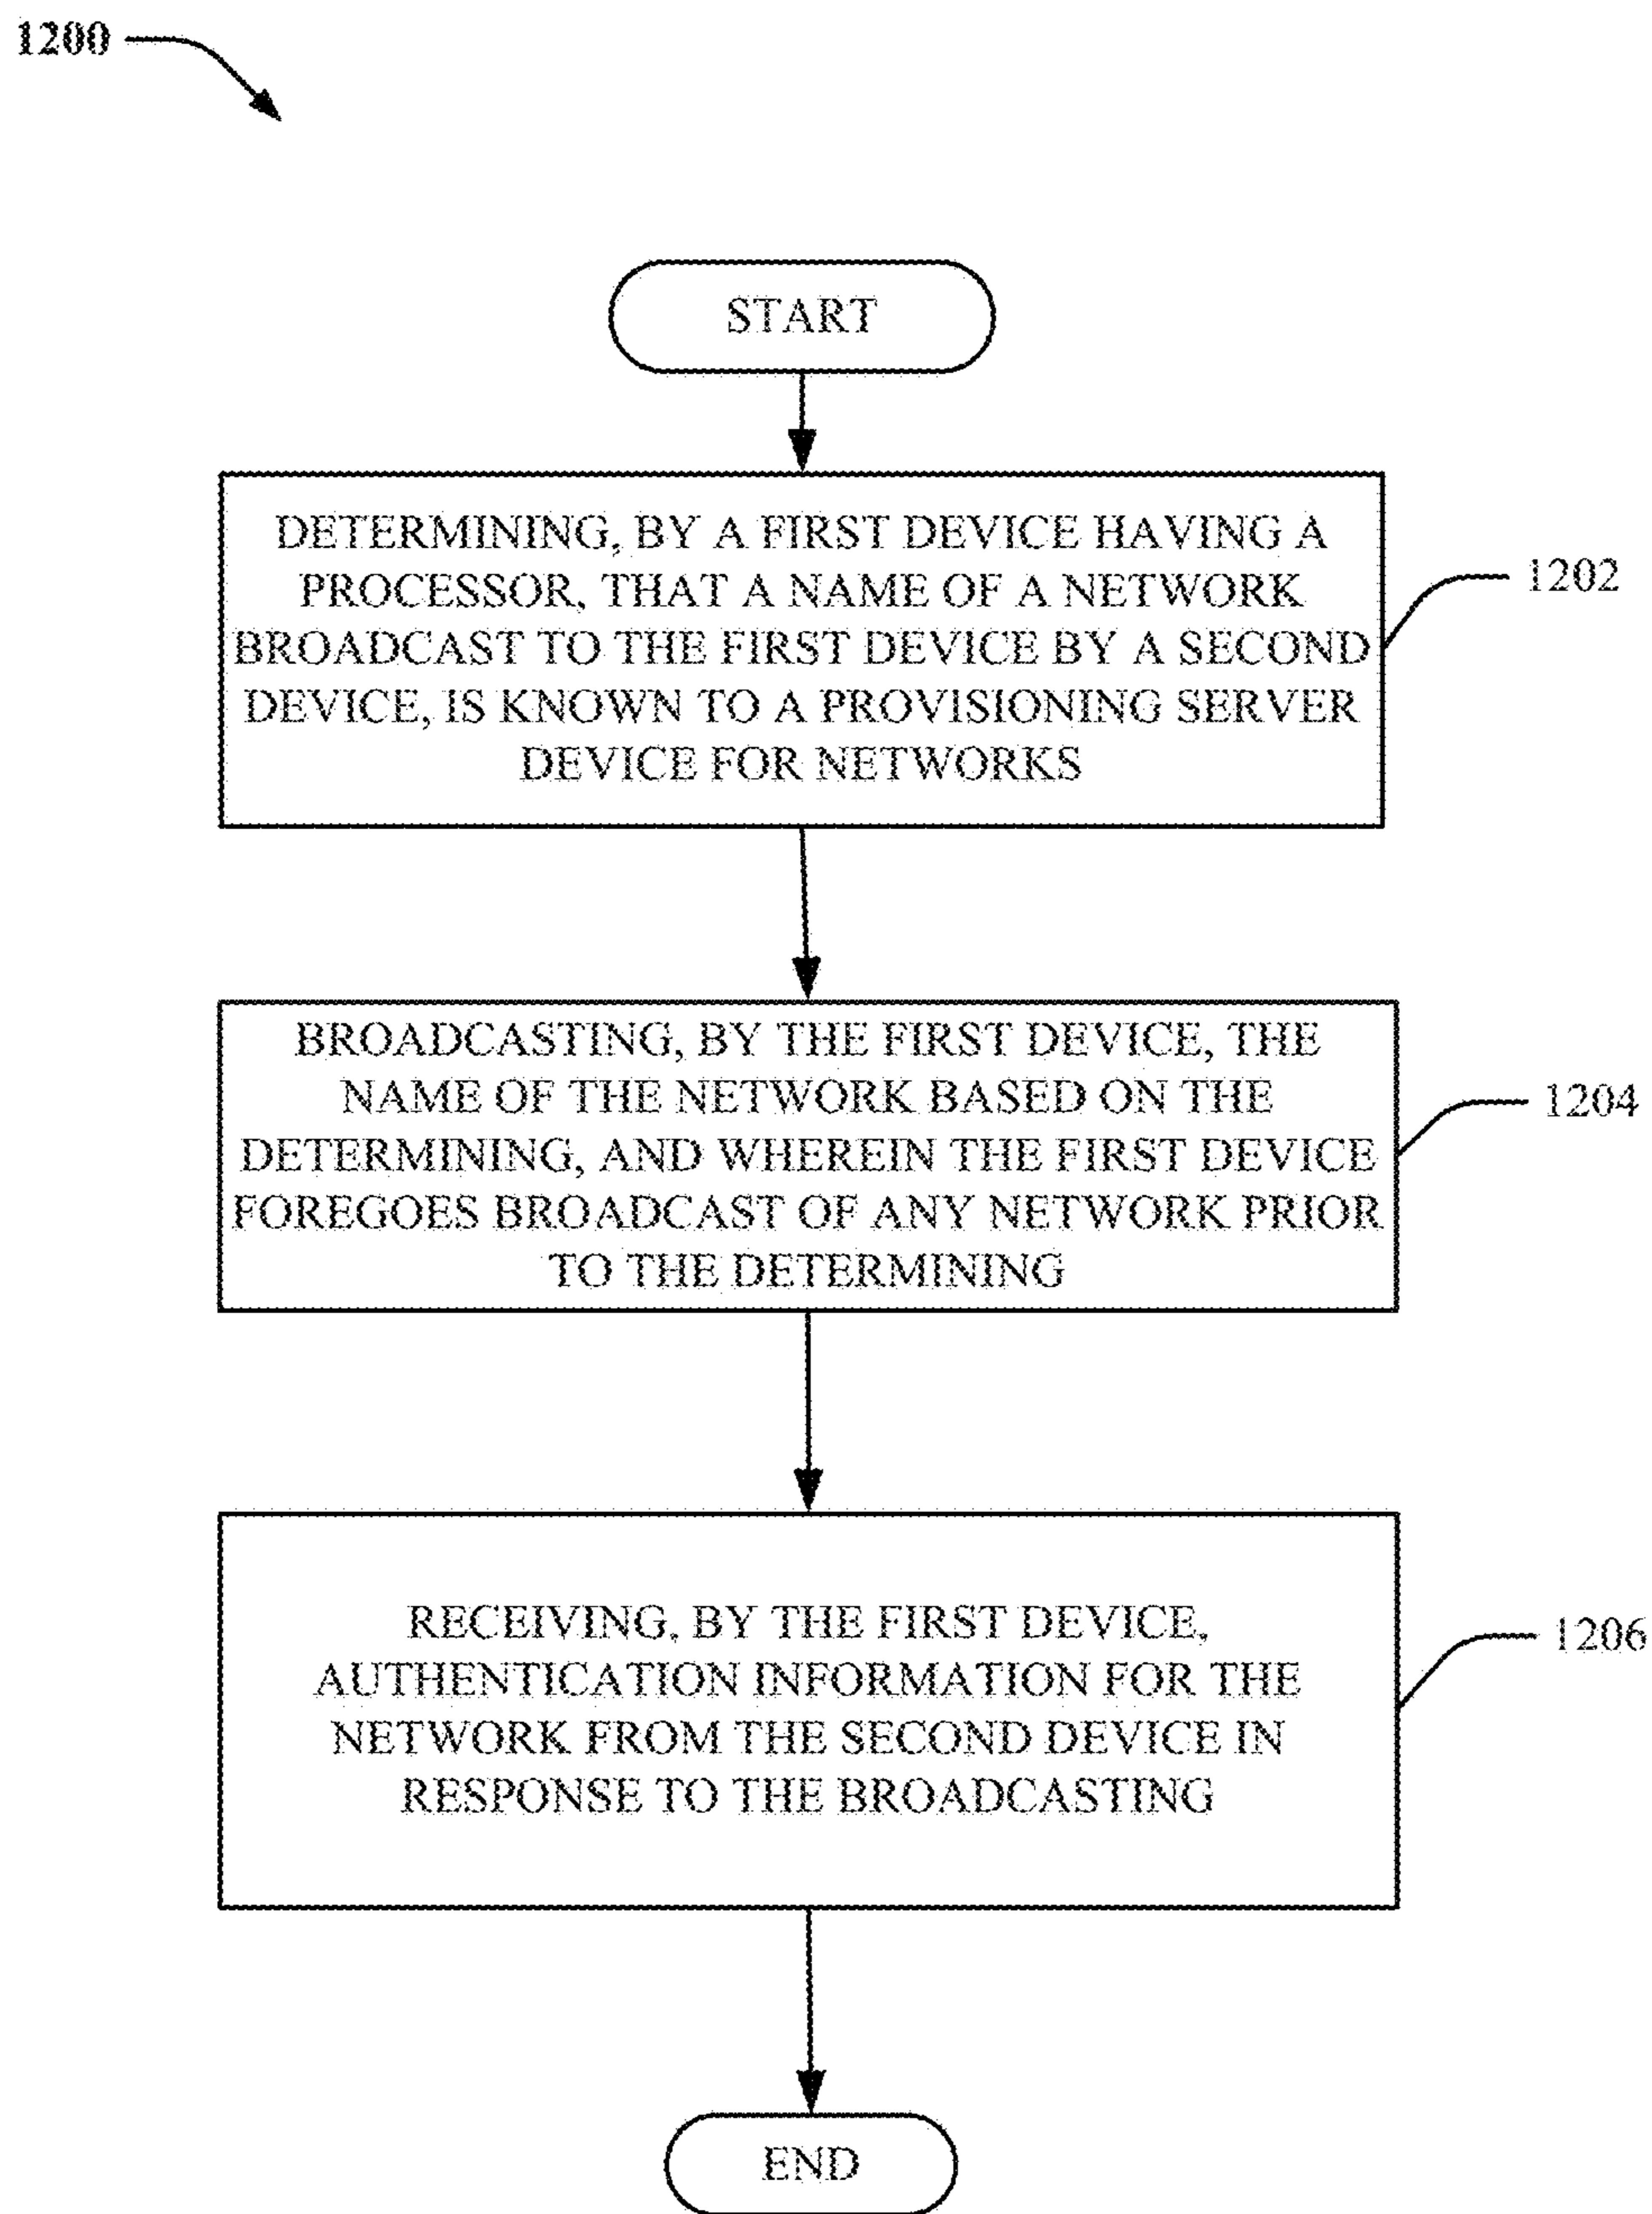 1200
START
DETERMINING, BY A FIRST DEVICE HAVING A
PROCESSOR, THAT A NAME OF A NETWORK
BROADCAST TO THE FIRST DEVICE BY A SECOND
DEVICE, IS KNOWN TO A PROVISIONING SERVER
DEVICE FOR NETWORKS
1202
BROADCASTING, BY THE FIRST DEVICE, THE
NAME OF THE NETWORK BASED ON THE
DETERMINING, AND WHEREIN THE FIRST DEVICE
FOREGOES BROADCAST OF ANY NETWORK PRIOR
TO THE DETERMINING
1204
RECEIVING, BY THE FIRST DEVICE,
AUTHENTICATION INFORMATION FOR THE
NETWORK FROM THE SECOND DEVICE IN
RESPONSE TO THE BROADCASTING
1206
END